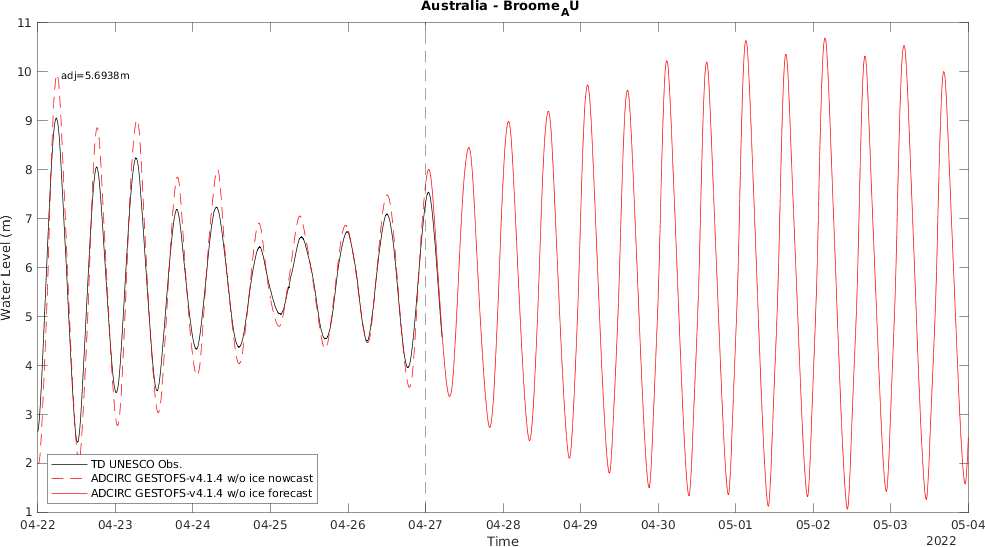 Australia - Broome_AU
11
10
9
8
7
6
5
4
3
2
1
Water Level (m)
adj=5.6938m
TD UNESCO Obs.
ADCIRC GESTOFS-v4.1.4 w/o ice nowcast
ADCIRC GESTOFS-v4.1.4 w/o ice forecast
04-22 04-23 04-24 04-25 04-26 04-27 04-28 04-29 04-30 05-01 05-02 05-03 05-04
Time
2022